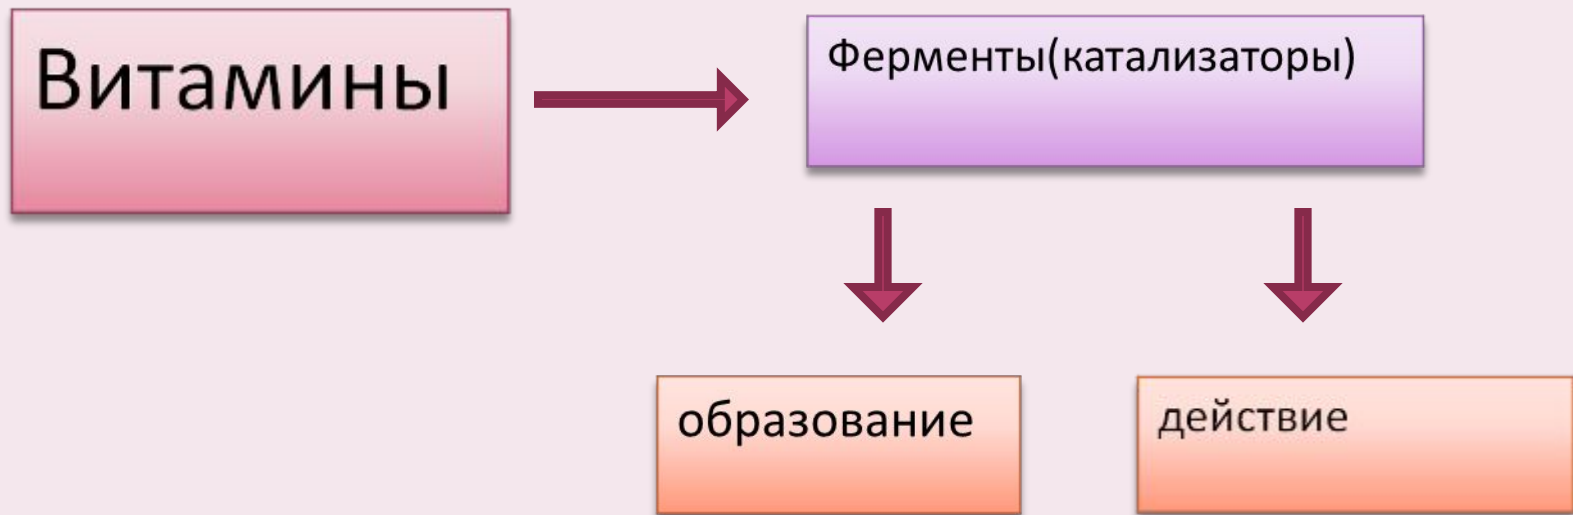 Витамины
Ферменты(катализаторы)
образование
действие